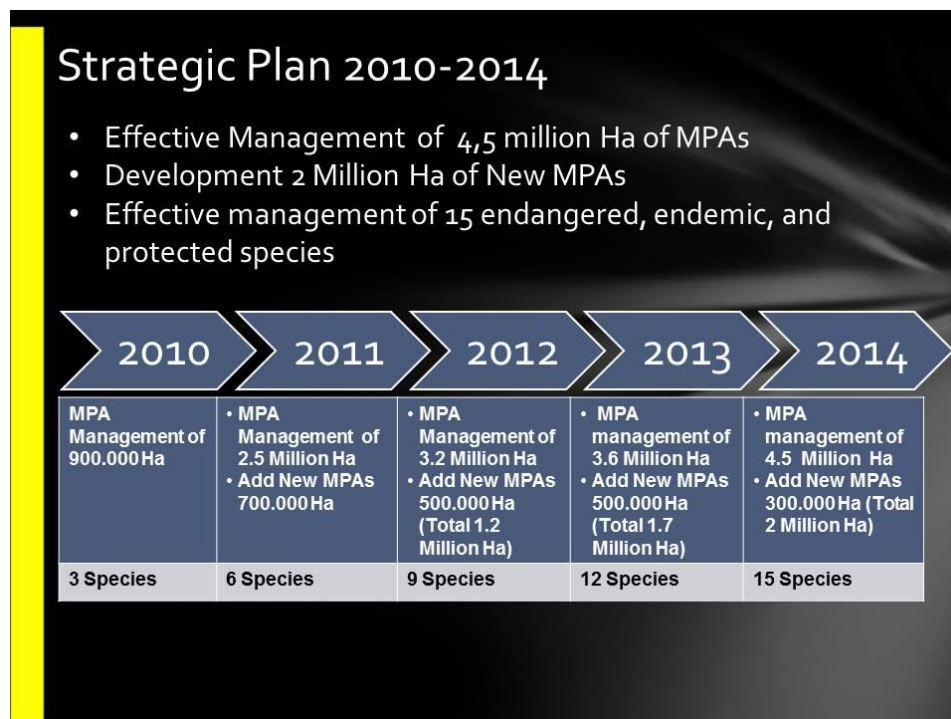 Strategic Plan 2010-2014
• Effective Management of 4,5 million Ha of MPAs
• Development 2 Million Ha of New MPAs
• Effective management of 15 endangered, endemic, and
protected species
2010
2011
2012
2013
2014
MPA
Management of
900.000 Ha
• MPA
Management of
2.5 Million Ha
• Add New MPAs
700.000 Ha
• MPA
Management of
3.2 Million Ha
• Add New MPAs
500.000 Ha
(Total 1.2
Million Ha)
• MPA
management of
3.6 Million Ha
• Add New MPAs
500.000 Ha
(Total 1.7
Million Ha)
• MPA
management of
4.5 Million Ha
• Add New MPAs
300.000 Ha (Total
2 Million Ha)
3 Species
6 Species
9 Species
12 Species
15 Species